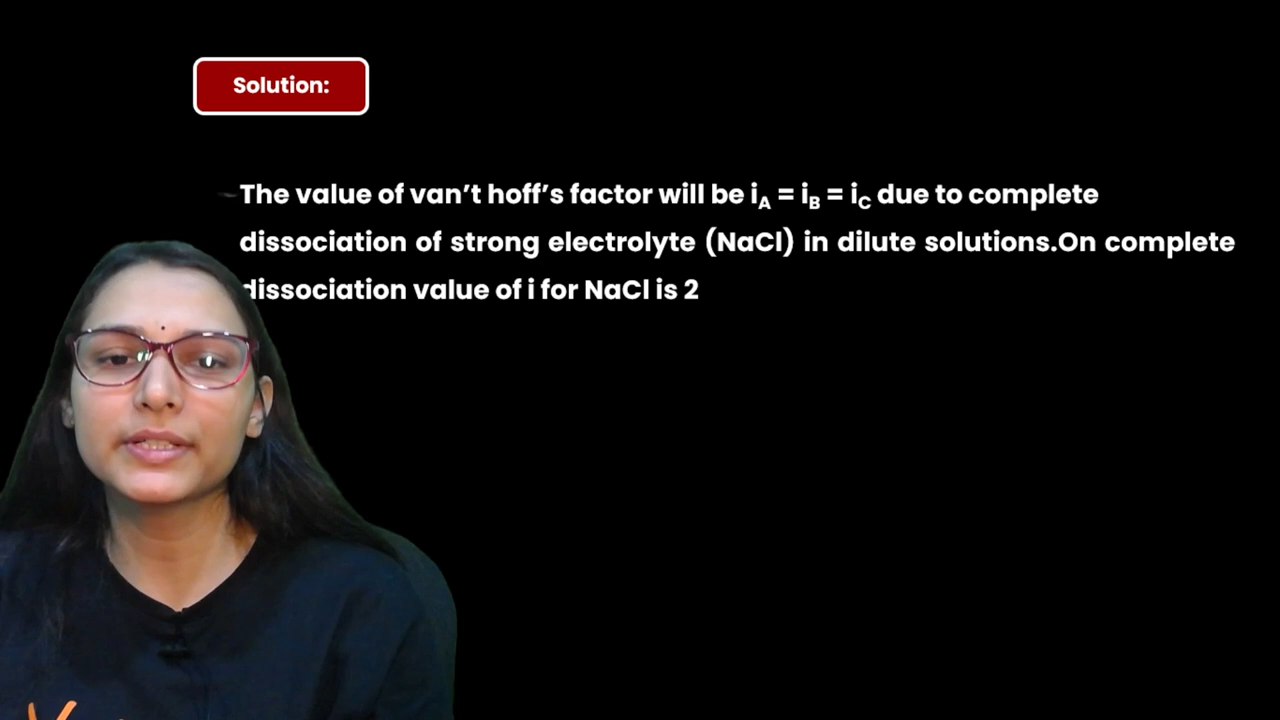 Solution:
The value of van’t hoff’s factor will be iA = iB = iC due to complete
dissociation of strong electrolyte (NaCl) in dilute solutions.On complete
dissociation value of i for NaCl is 2